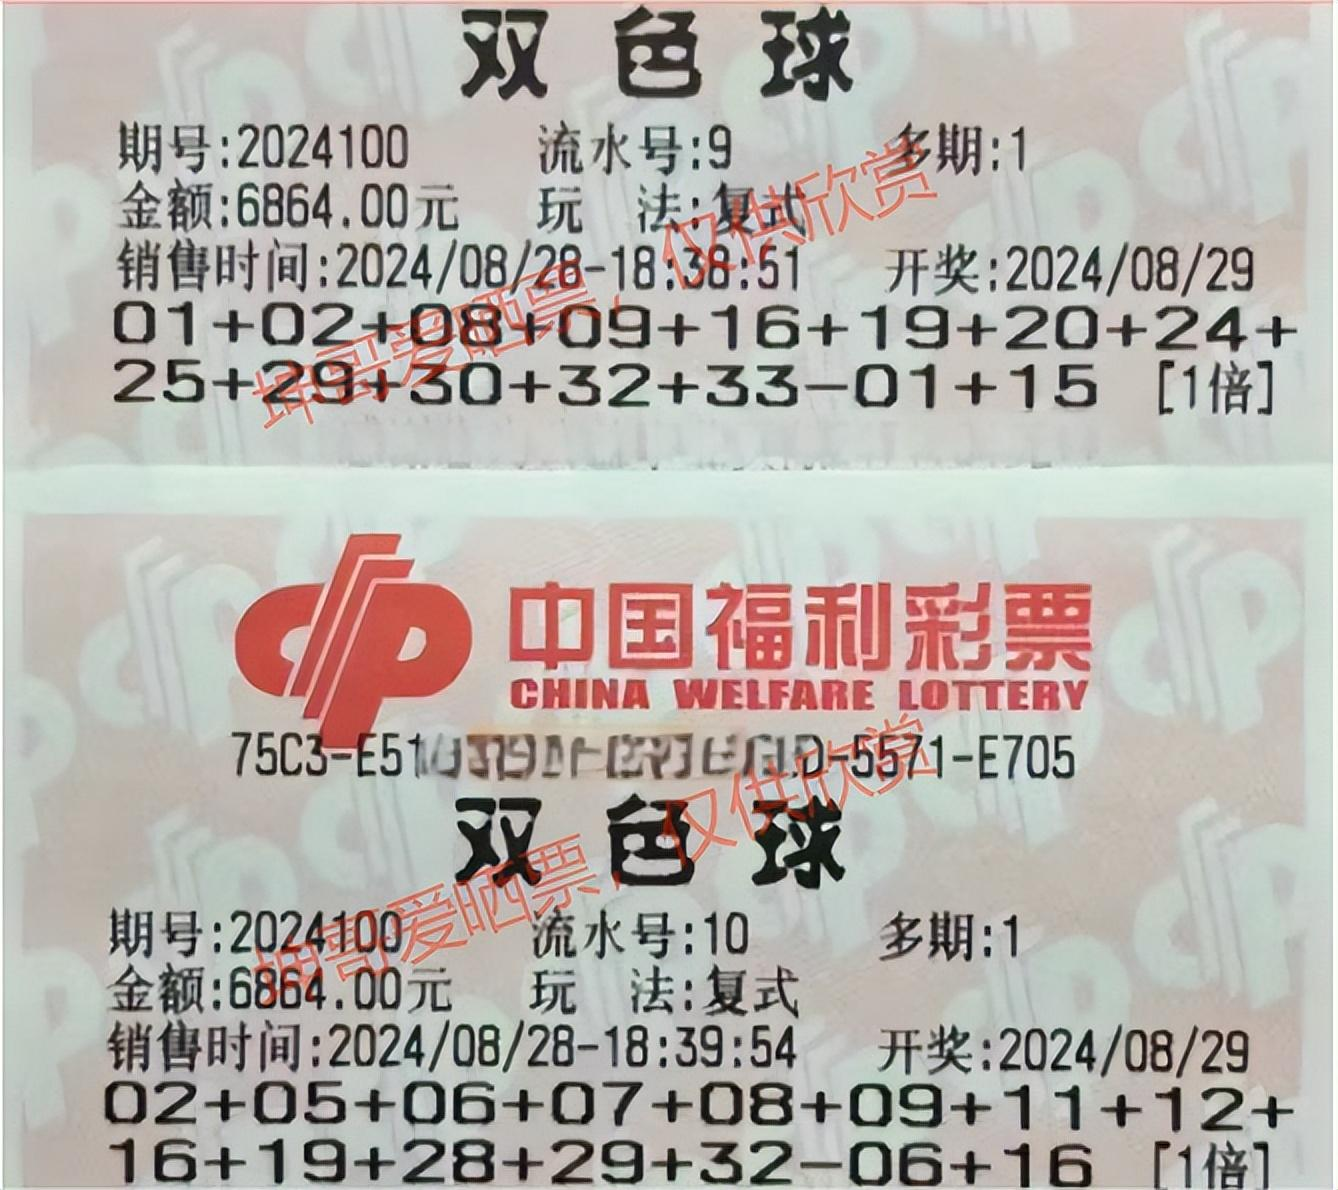 双色球
期号:2024100 流水号:9 多期:1
金额:6864.00元 玩 法:复式
销售时间:2024/08/28-18:38:51 开奖:2024/08/29
01+02+08+09+16+19+20+24+
25+29+30+32+33-01+15 [1倍]
坤哥爱晒票，仅供欣赏
中国福利彩票
CHINA WELFARE LOTTERY
75C3-E51 D-5571-E705
双色球
期号:2024100 流水号:10 多期:1
金额:6864.00元 玩 法:复式
销售时间:2024/08/28-18:39:54 开奖:2024/08/29
02+05+06+07+08+09+11+12+
16+19+28+29+32-06+16 [1倍]
坤哥爱晒票，仅供欣赏